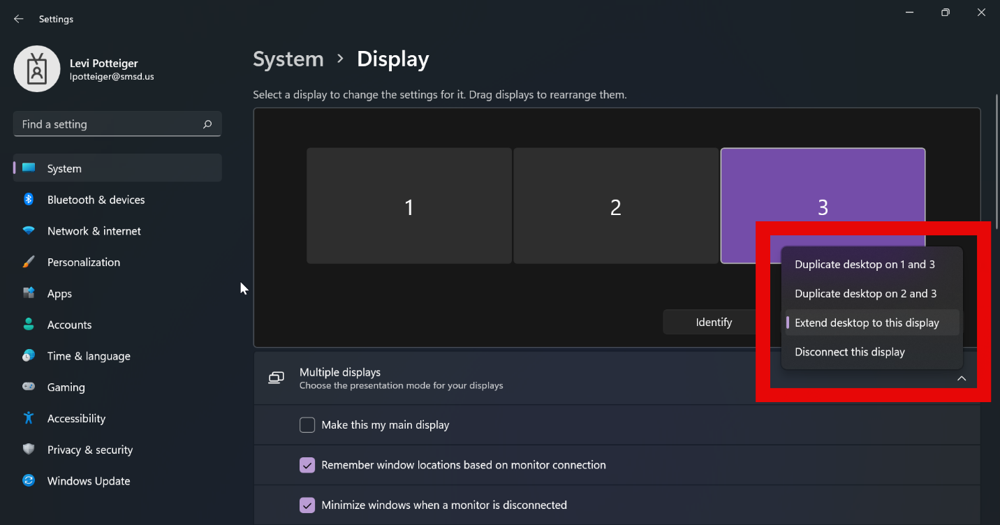 Settings
Levi Potteiger
lpotteiger@smsd.us
Find a setting
System
Bluetooth & devices
Network & internet
Personalization
Apps
Accounts
Time & language
Gaming
Accessibility
Privacy & security
Windows Update
System > Display
Select a display to change the settings for it. Drag displays to rearrange them.
1 2 3
Duplicate desktop on 1 and 3
Duplicate desktop on 2 and 3
Extend desktop to this display
Disconnect this display
Identify
Multiple displays
Choose the presentation mode for your displays
Make this my main display
Remember window locations based on monitor connection
Minimize windows when a monitor is disconnected